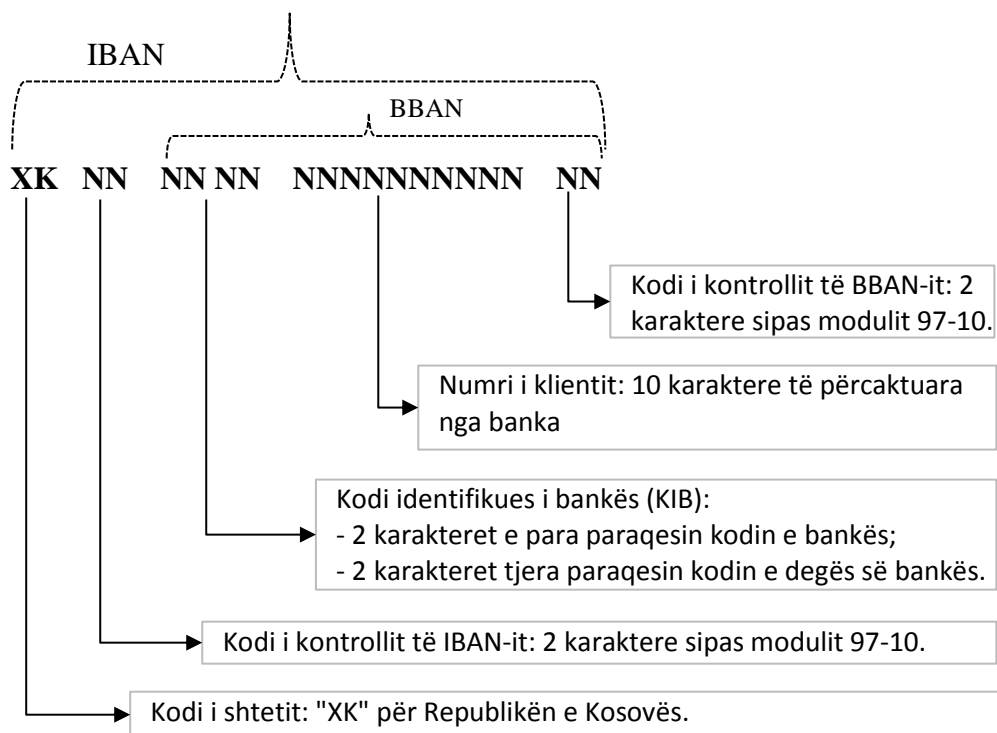 IBAN
BBAN
XK NN NN NN NNNNNNNNNN NN
Kodi i kontrollit të BBAN-it: 2
karaktere sipas modulit 97-10.
Numri i klientit: 10 karaktere të përcaktuara
nga banka
Kodi identifikues i bankës (KIB):
- 2 karakteret e para paraqesin kodin e bankës;
- 2 karakteret tjera paraqesin kodin e degës së bankës.
Kodi i kontrollit të IBAN-it: 2 karaktere sipas modulit 97-10.
Kodi i shtetit: "XK" për Republikën e Kosovës.